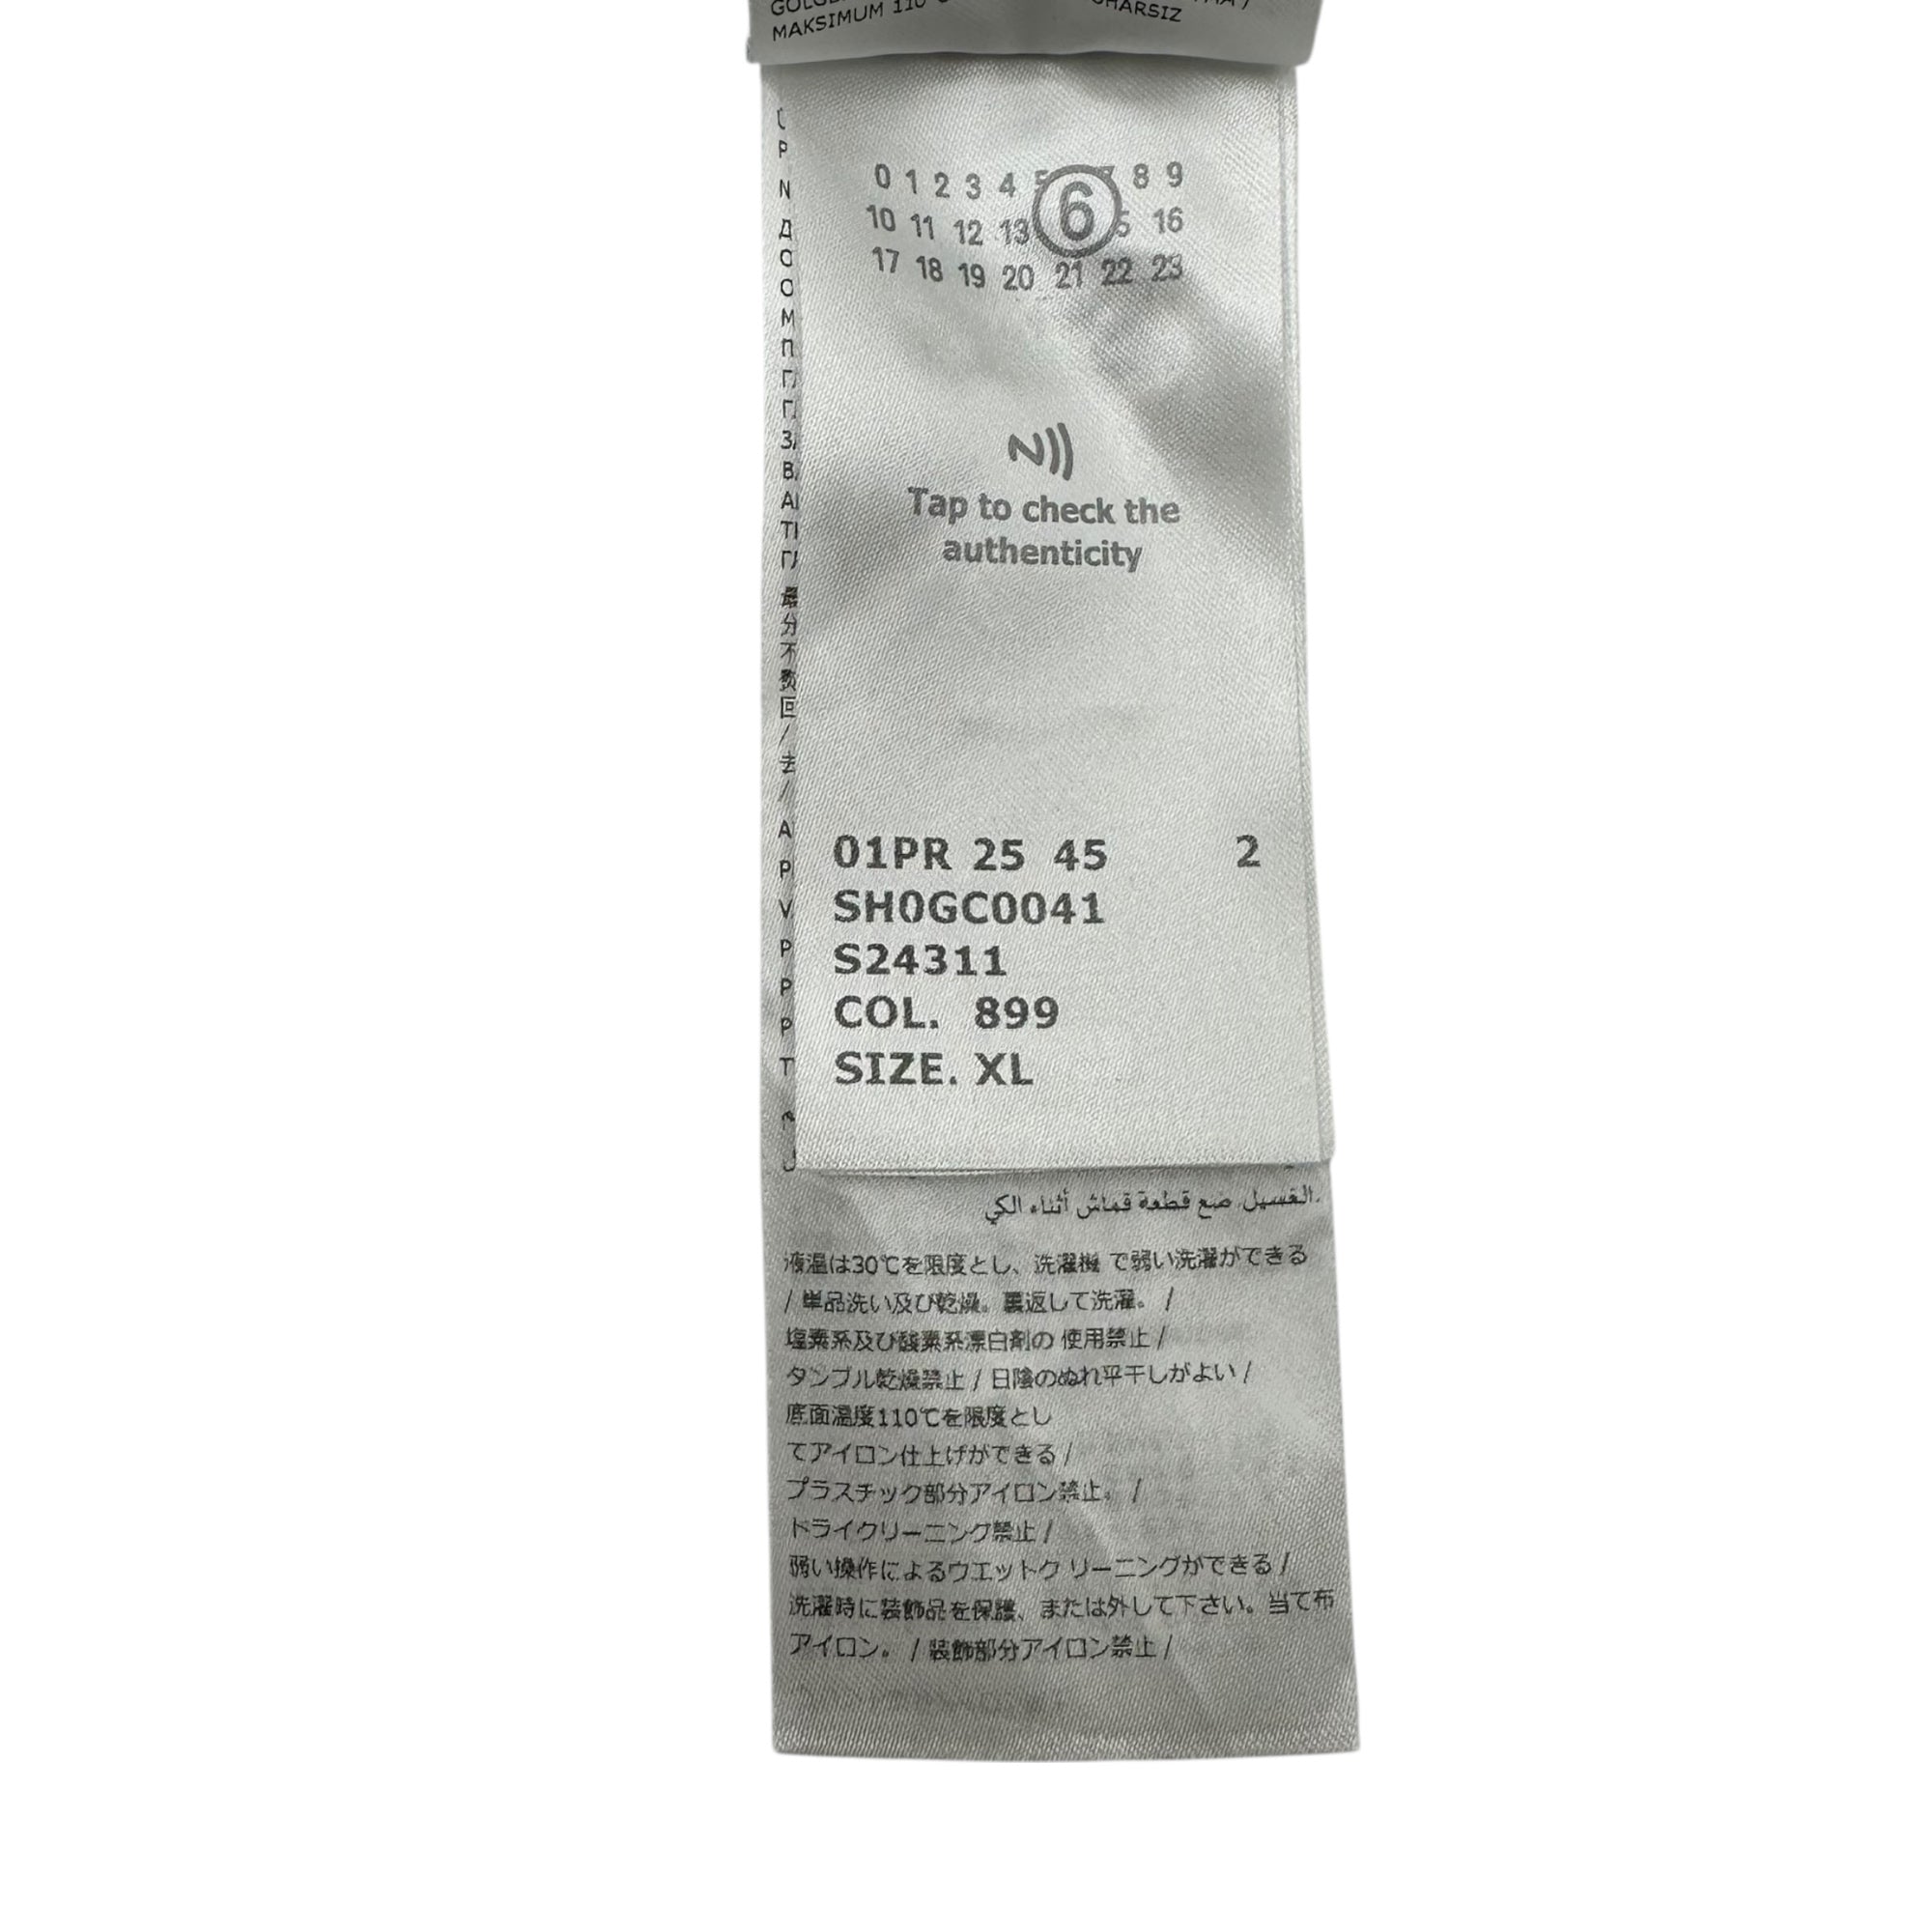 MAKSIMUM 110°
0 1 2 3 4 5 7 8 9
6
10 11 12 13 5 16
17 18 19 20 21 22 23
N
Tap to check the
authenticity
01PR 25 45 2
SH0GC0041
S24311
COL. 899
SIZE. XL
الغسيل. ضع قطعة قماش أثناء الكي.
液温は30℃を限度とし、洗濯機 で弱い洗濯ができる
/ 単品洗い及び乾燥。裏返して洗濯。 /
塩素系及び酸素系漂白剤の 使用禁止 /
タンブル乾燥禁止 / 日陰のぬれ平干しがよい /
底面温度110℃を限度とし
てアイロン仕上げができる /
プラスチック部分アイロン禁止。 /
ドライクリーニング禁止 /
弱い操作によるウエットク リーニングができる /
洗濯時に装飾品を保護、または外して下さい。当て布
アイロン。 / 装飾部分アイロン禁止 /